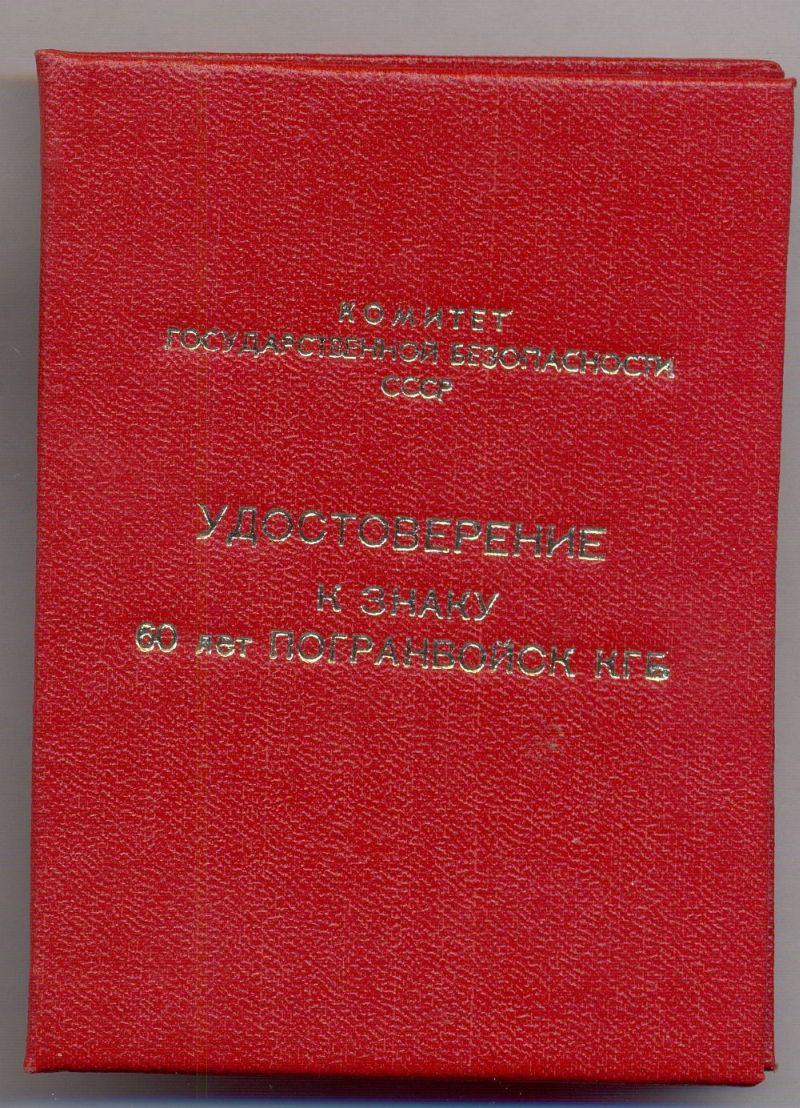 КОМИТЕТ
ГОСУДАРСТВЕННОЙ БЕЗОПАСНОСТИ
СССР
УДОСТОВЕРЕНИЕ
К ЗНАКУ
60 лет ПОГРАНВОЙСК КГБ